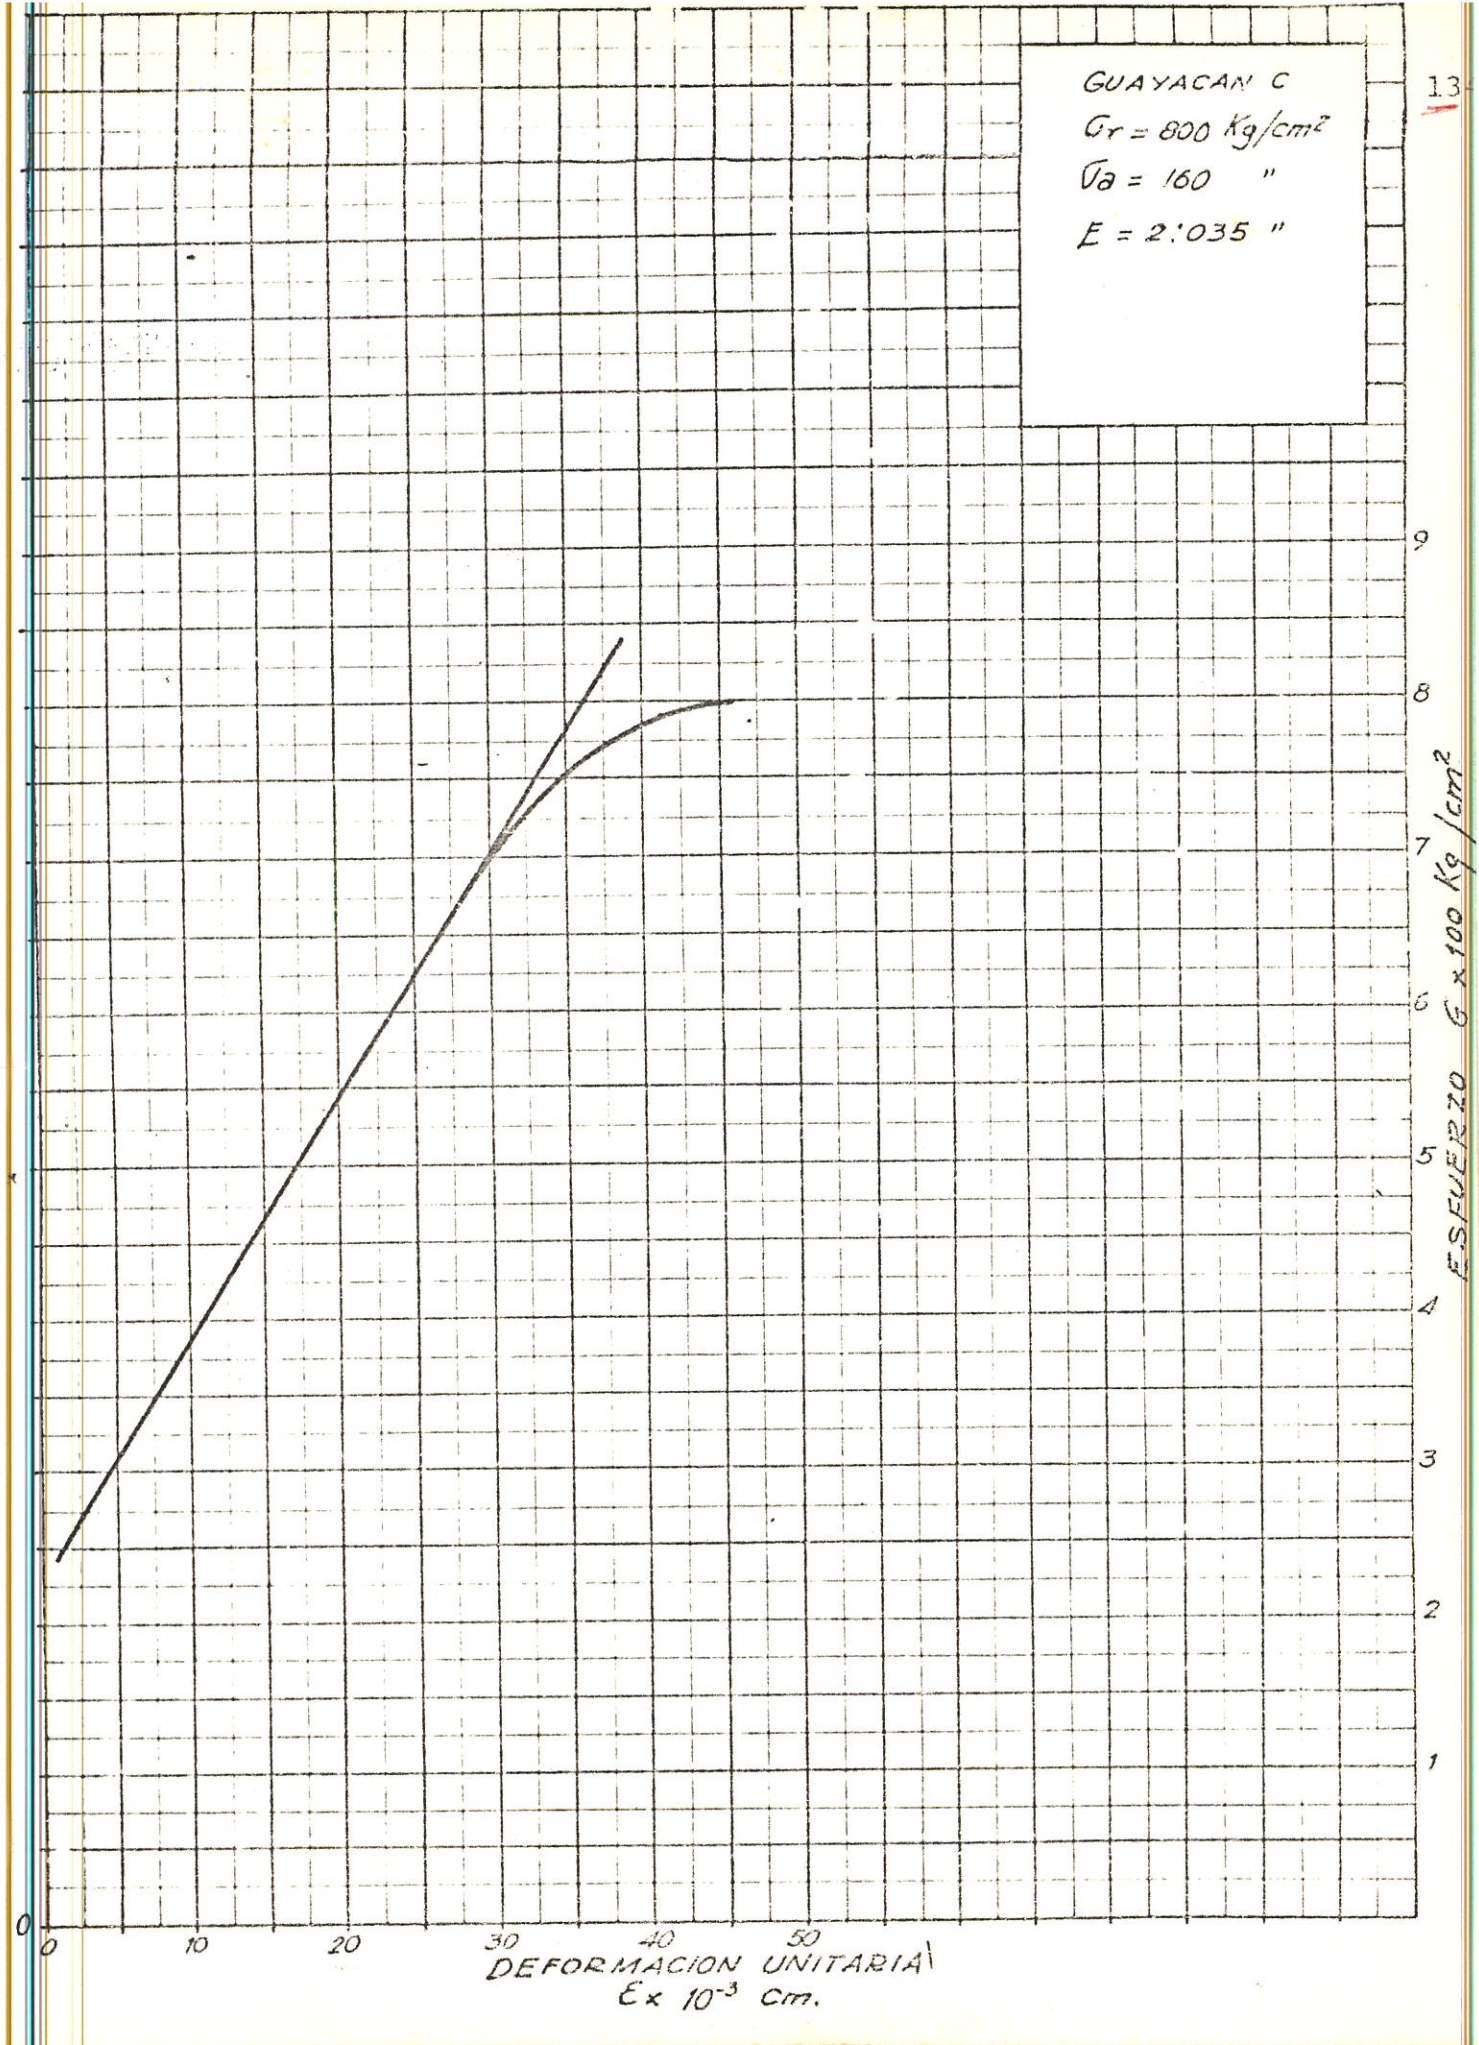 GUAYACAN C
13
σr = 800 Kg/cm²
σa = 160 "
E = 2:035 "
9
8
7
6
5
4
3
2
1
ESFUERZO σ x 100 Kg/cm²
0
0 10 20 30 40 50
DEFORMACION UNITARIA
Ɛx 10⁻³ cm.